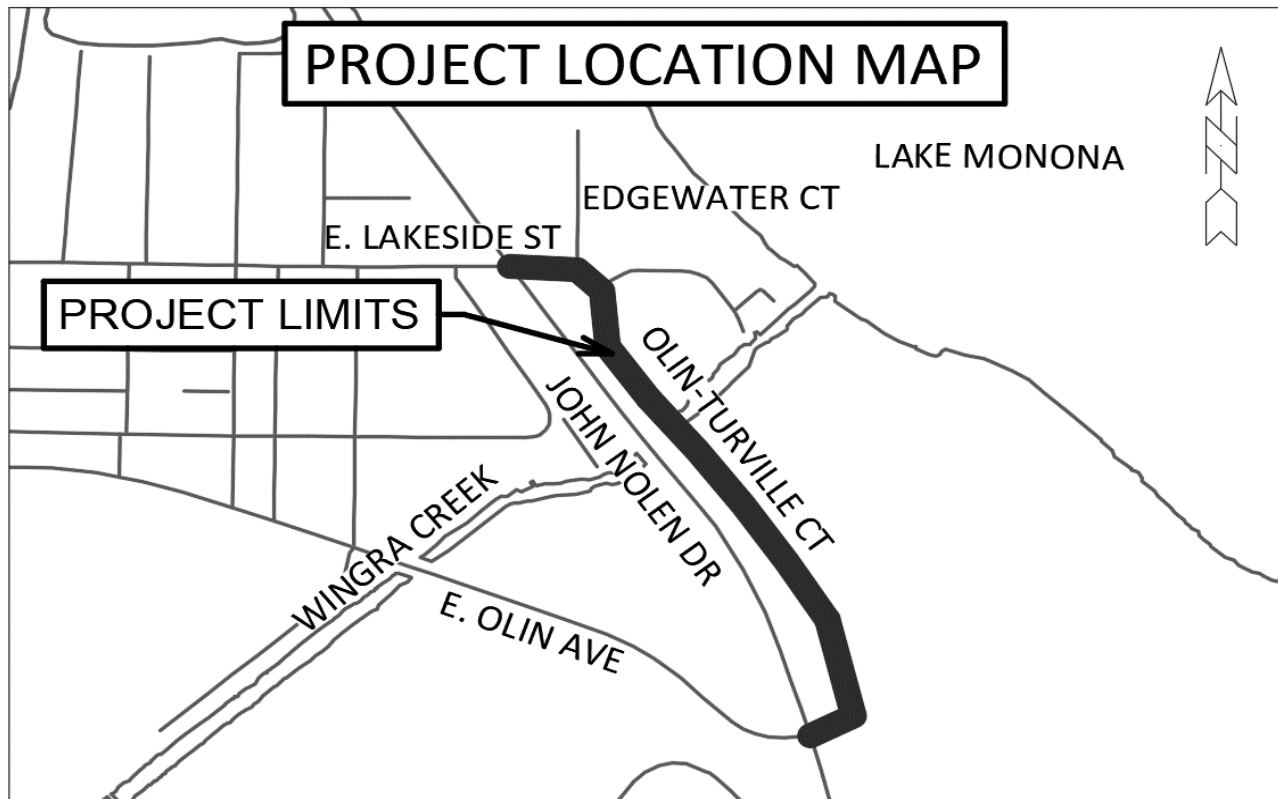 PROJECT LOCATION MAP
LAKE MONONA
EDGEWATER CT
E. LAKESIDE ST
PROJECT LIMITS
OLIN-TURVILLE CT
JOHN NOLEN DR
WINGRA CREEK
E. OLIN AVE
N